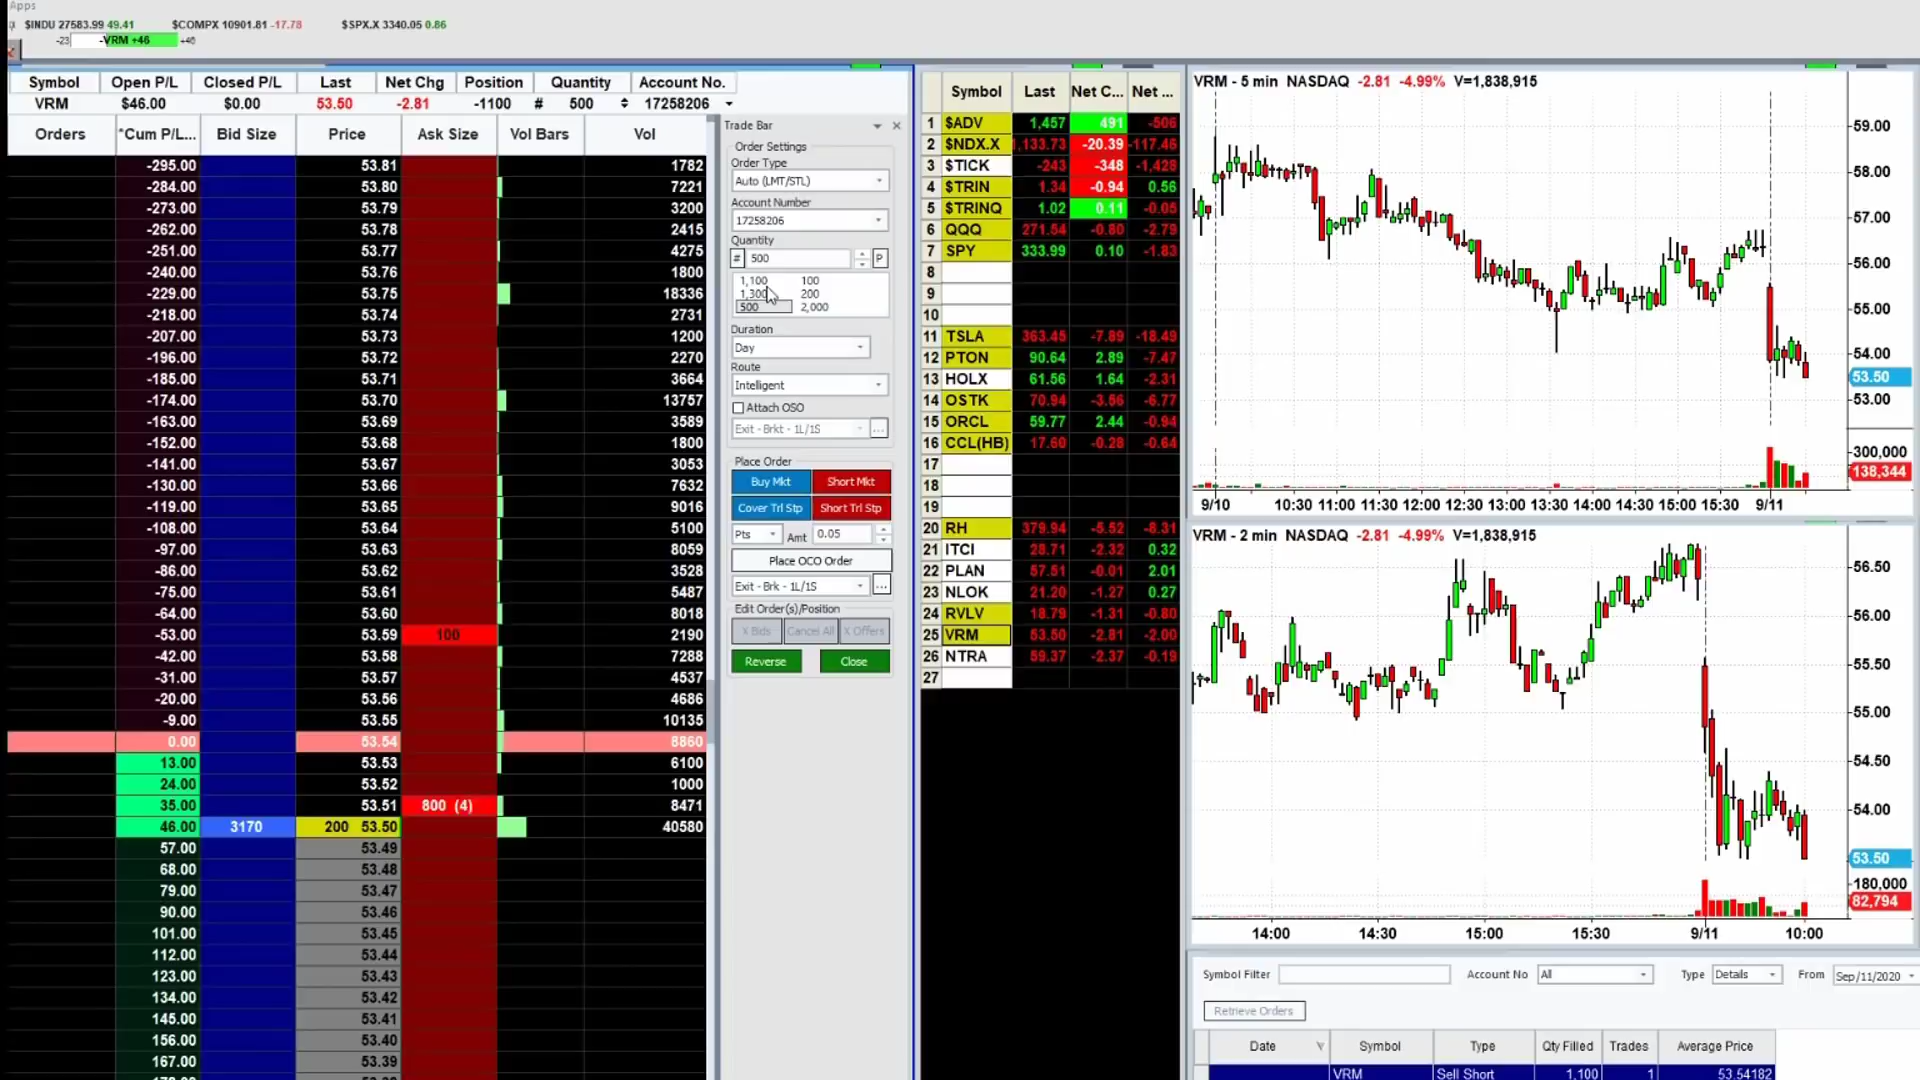 Apps
$INDU 27583.99 49.41 $COMPX 10901.81 -17.78 $SPX.X 3340.05 0.86
-23 -VRM +46 +46
Symbol Open P/L Closed P/L Last Net Chg Position Quantity Account No.
VRM $46.00 $0.00 53.50 -2.81 -1100 # 500 17258206
Orders *Cum P/L... Bid Size Price Ask Size Vol Bars Vol
-295.00 53.81 1782
-284.00 53.80 7221
-273.00 53.79 3200
-262.00 53.78 2415
-251.00 53.77 4275
-240.00 53.76 1800
-229.00 53.75 18336
-218.00 53.74 2731
-207.00 53.73 1200
-196.00 53.72 2270
-185.00 53.71 3664
-174.00 53.70 13757
-163.00 53.69 3589
-152.00 53.68 1800
-141.00 53.67 3053
-130.00 53.66 7632
-119.00 53.65 9016
-108.00 53.64 5100
-97.00 53.63 8059
-86.00 53.62 3528
-75.00 53.61 5487
-64.00 53.60 8018
-53.00 53.59 100 2190
-42.00 53.58 7288
-31.00 53.57 4537
-20.00 53.56 4686
-9.00 53.55 10135
0.00 53.54 8860
13.00 53.53 6100
24.00 53.52 1000
35.00 53.51 800 (4) 8471
46.00 3170 200 53.50 40580
57.00 53.49
68.00 53.48
79.00 53.47
90.00 53.46
101.00 53.45
112.00 53.44
123.00 53.43
134.00 53.42
145.00 53.41
156.00 53.40
167.00 53.39
Trade Bar
Order Settings
Order Type
Auto (LMT/STL)
Account Number
17258206
Quantity
# 500 P
1,100 100
1,300 200
500 2,000
Duration
Day
Route
Intelligent
Attach OSO
Exit - Brkt - 1L/1S ...
Place Order
Buy Mkt Short Mkt
Cover Trl Stp Short Trl Stp
Pts Amt 0.05
Place OCO Order
Exit - Brk - 1L/1S ...
Edit Order(s)/Position
X Bids Cancel All X Offers
Reverse Close
Symbol Last Net C... Net ...
1 $ADV 1,457 491 -506
2 $NDX.X 1,133.73 -20.39 -117.46
3 $TICK -243 -348 -1,428
4 $TRIN 1.34 -0.94 0.56
5 $TRINQ 1.02 0.11 -0.05
6 QQQ 271.54 -0.80 -2.79
7 SPY 333.99 0.10 -1.83
8
9
10
11 TSLA 363.45 -7.89 -18.49
12 PTON 90.64 2.89 -7.47
13 HOLX 61.56 1.64 -2.31
14 OSTK 70.94 -3.56 -6.77
15 ORCL 59.77 2.44 -0.94
16 CCL(HB) 17.60 -0.28 -0.64
17
18
19
20 RH 379.94 -5.52 -8.31
21 ITCI 28.71 -2.32 0.32
22 PLAN 57.51 -0.01 2.01
23 NLOK 21.20 -1.27 0.27
24 RVLV 18.79 -1.31 -0.80
25 VRM 53.50 -2.81 -2.00
26 NTRA 59.37 -2.37 -0.19
27
VRM - 5 min NASDAQ -2.81 -4.99% V=1,838,915
59.00
58.00
57.00
56.00
55.00
54.00
53.50
53.00
300,000
138,344
9/10 10:30 11:00 11:30 12:00 12:30 13:00 13:30 14:00 14:30 15:00 15:30 9/11
VRM - 2 min NASDAQ -2.81 -4.99% V=1,838,915
56.50
56.00
55.50
55.00
54.50
54.00
53.50
180,000
82,794
14:00 14:30 15:00 15:30 9/11 10:00
Symbol Filter Account No All Type Details From Sep/11/2020
Retrieve Orders
Date Symbol Type Qty Filled Trades Average Price
VRM Sell Short 1,100 1 53.54182